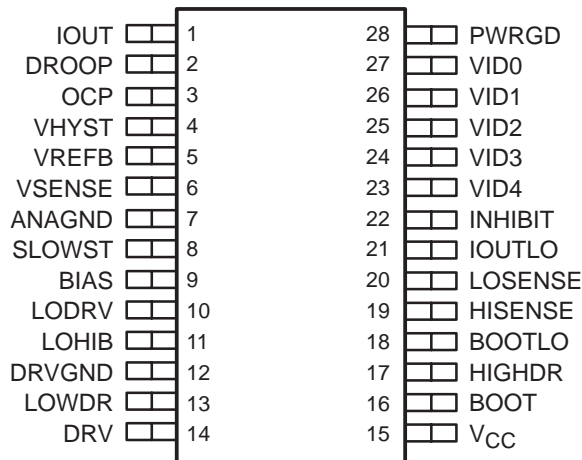 IOUT 1 28 PWRGD
DROOP 2 27 VID0
OCP 3 26 VID1
VHYST 4 25 VID2
VREFB 5 24 VID3
VSENSE 6 23 VID4
ANAGND 7 22 INHIBIT
SLOWST 8 21 IOUTLO
BIAS 9 20 LOSENSE
LODRV 10 19 HISENSE
LOHIB 11 18 BOOTLO
DRVGND 12 17 HIGHDR
LOWDR 13 16 BOOT
DRV 14 15 VCC